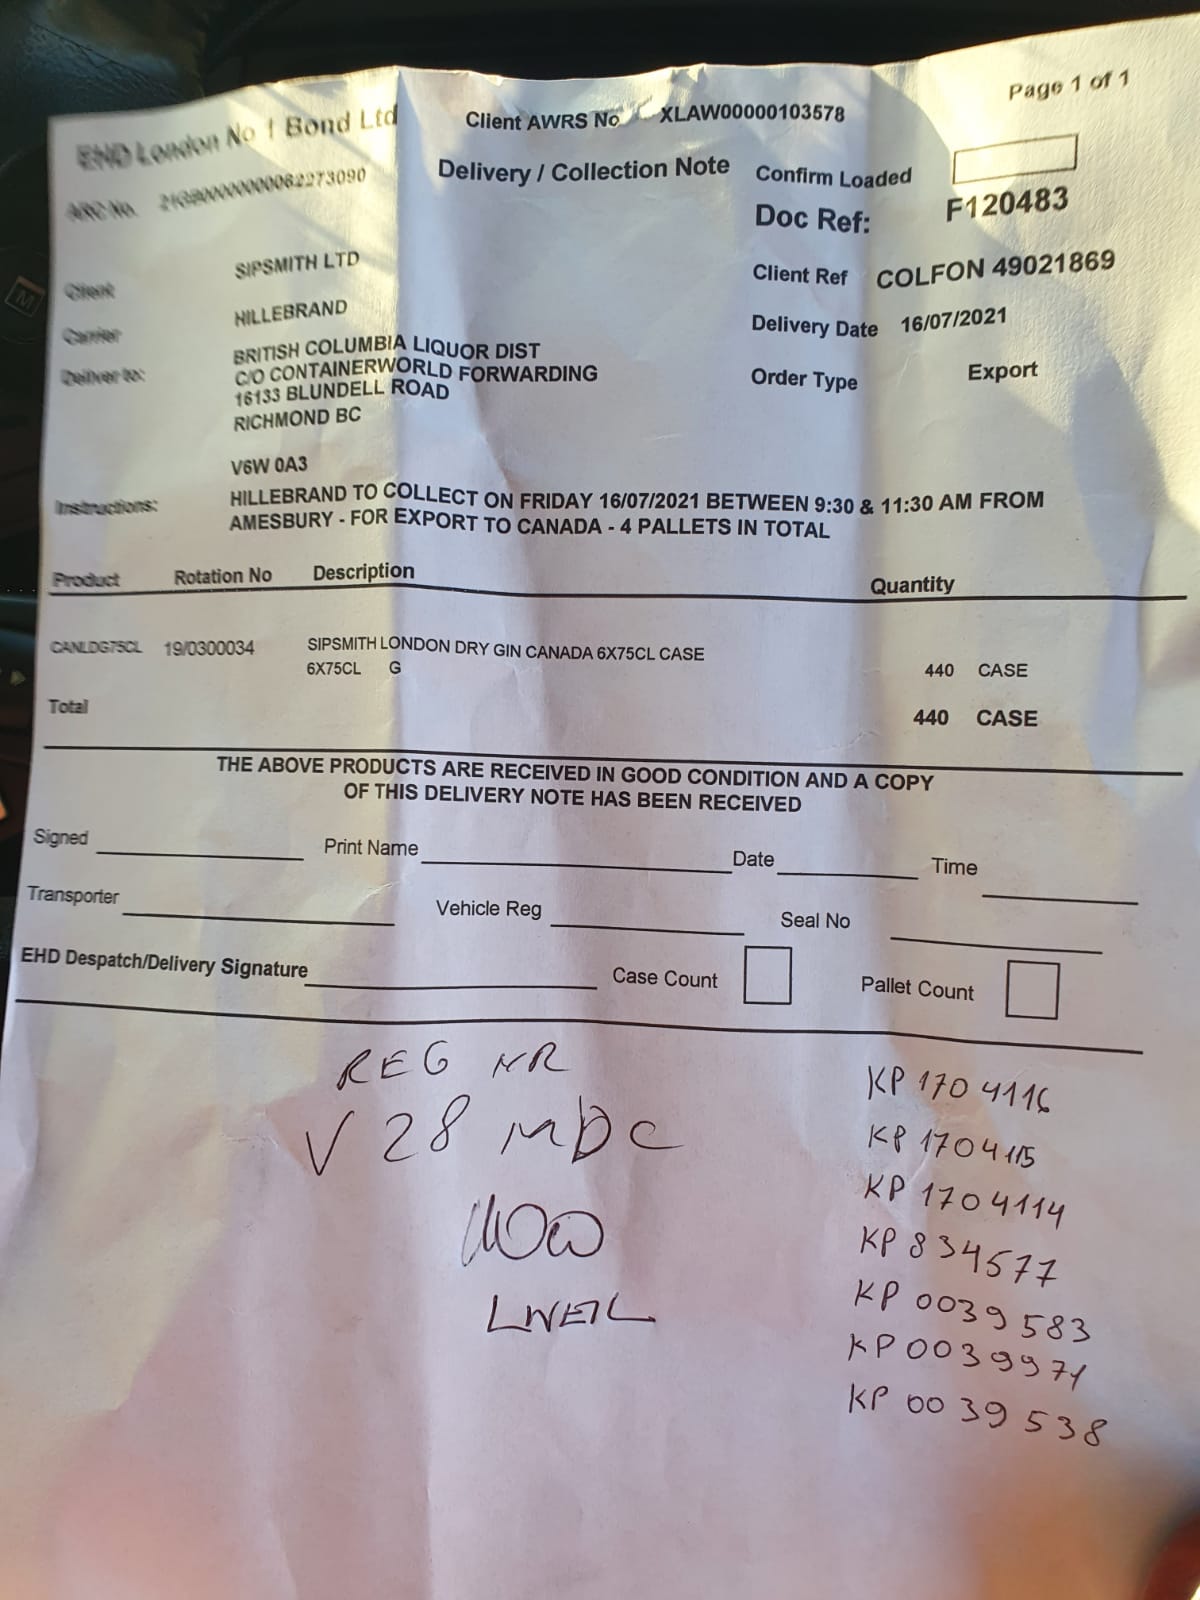 Page 1 of 1
EHD London No 1 Bond Ltd
Client AWRS No XLAW00000103578
ARC No. 21GB00000000062273090
Delivery / Collection Note
Confirm Loaded
Doc Ref: F120483
Client SIPSMITH LTD
Client Ref COLFON 49021869
Carrier HILLEBRAND
Delivery Date 16/07/2021
Deliver to: BRITISH COLUMBIA LIQUOR DIST
C/O CONTAINERWORLD FORWARDING
Order Type Export
16133 BLUNDELL ROAD
RICHMOND BC
V6W 0A3
Instructions: HILLEBRAND TO COLLECT ON FRIDAY 16/07/2021 BETWEEN 9:30 & 11:30 AM FROM
AMESBURY - FOR EXPORT TO CANADA - 4 PALLETS IN TOTAL
Product Rotation No Description Quantity
CANLDG75CL 19/0300034 SIPSMITH LONDON DRY GIN CANADA 6X75CL CASE
6X75CL G 440 CASE
Total 440 CASE
THE ABOVE PRODUCTS ARE RECEIVED IN GOOD CONDITION AND A COPY
OF THIS DELIVERY NOTE HAS BEEN RECEIVED
Signed Print Name Date Time
Transporter Vehicle Reg Seal No
EHD Despatch/Delivery Signature Case Count Pallet Count
REG NR
V28 MDC
KP 1704116
KP 1704115
KP 1704114
KP 834577
KP 0039583
KP 0039971
KP 0039538